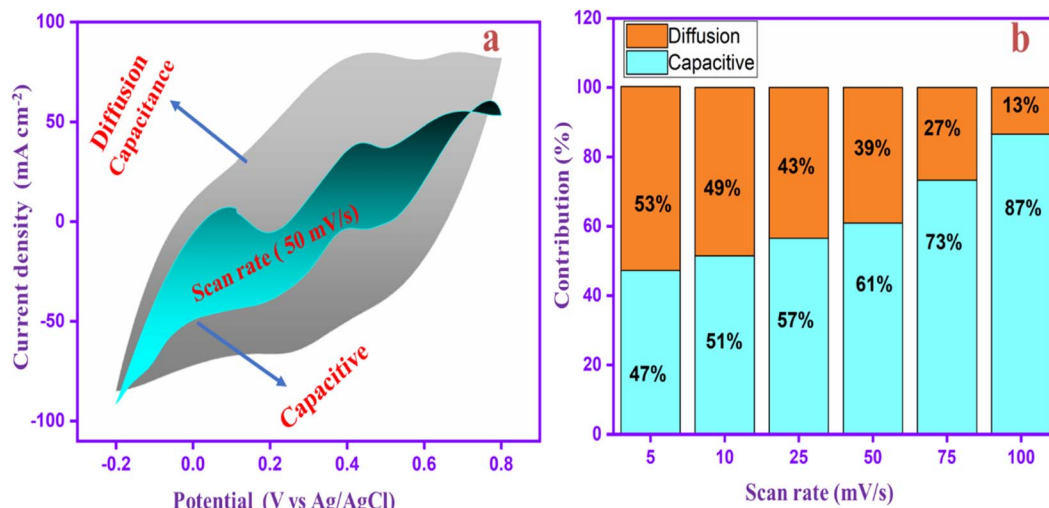 a
100
50
0
-50
-100
Current density (mA cm⁻²)
Diffusion
Capacitance
Scan rate ( 50 mV/s)
Capacitive
-0.2 0.0 0.2 0.4 0.6 0.8
Potential (V vs Ag/AgCl)
b
Diffusion
Capacitive
120
100
80
60
40
20
0
Contribution (%)
53% 49% 43% 39% 27% 13%
47% 51% 57% 61% 73% 87%
5 10 25 50 75 100
Scan rate (mV/s)